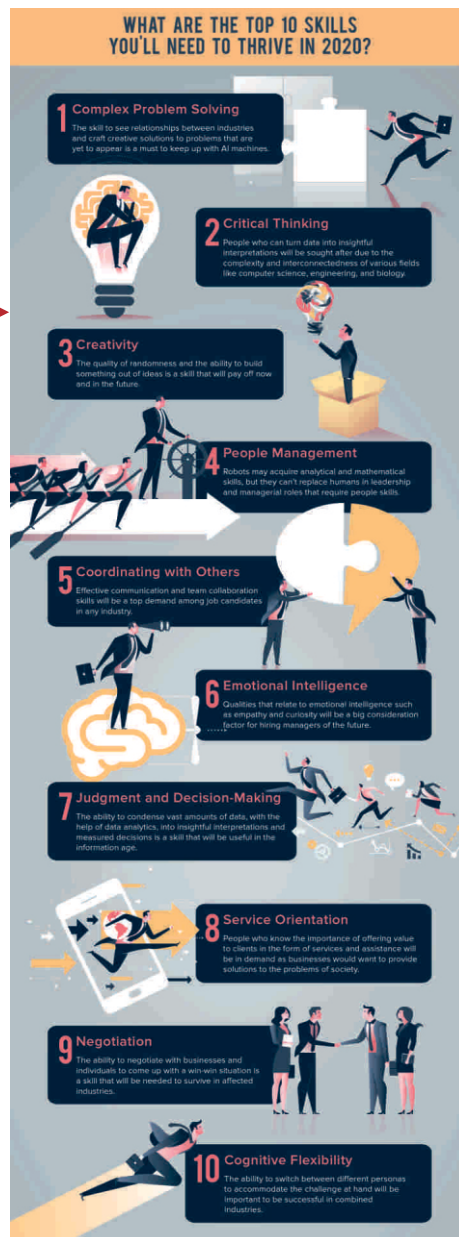 WHAT ARE THE TOP 10 SKILLS
YOU'LL NEED TO THRIVE IN 2020?
1 Complex Problem Solving
The skill to see relationships between industries
and craft creative solutions to problems that are
yet to appear is a must to keep up with AI machines.
2 Critical Thinking
People who can turn data into insightful
interpretations will be sought after due to the
complexity and interconnectedness of various fields
like computer science, engineering, and biology.
3 Creativity
The quality of randomness and the ability to build
something out of ideas is a skill that will pay off now
and in the future.
4 People Management
Robots may acquire analytical and mathematical
skills, but they can't replace humans in leadership
and managerial roles that require people skills.
5 Coordinating with Others
Effective communication and team collaboration
skills will be a top demand among job candidates
in any industry.
6 Emotional Intelligence
Qualities that relate to emotional intelligence such
as empathy and curiosity will be a big consideration
factor for hiring managers of the future.
7 Judgment and Decision-Making
The ability to condense vast amounts of data, with the
help of data analytics, into insightful interpretations and
measured decisions is a skill that will be useful in the
information age.
8 Service Orientation
People who know the importance of offering value
to clients in the form of services and assistance will
be in demand as businesses would want to provide
solutions to the problems of society.
9 Negotiation
The ability to negotiate with businesses and
individuals to come up with a win-win situation is
a skill that will be needed to survive in affected
industries.
10 Cognitive Flexibility
The ability to switch between different personas
to accommodate the challenge at hand will be
important to be successful in combined
industries.